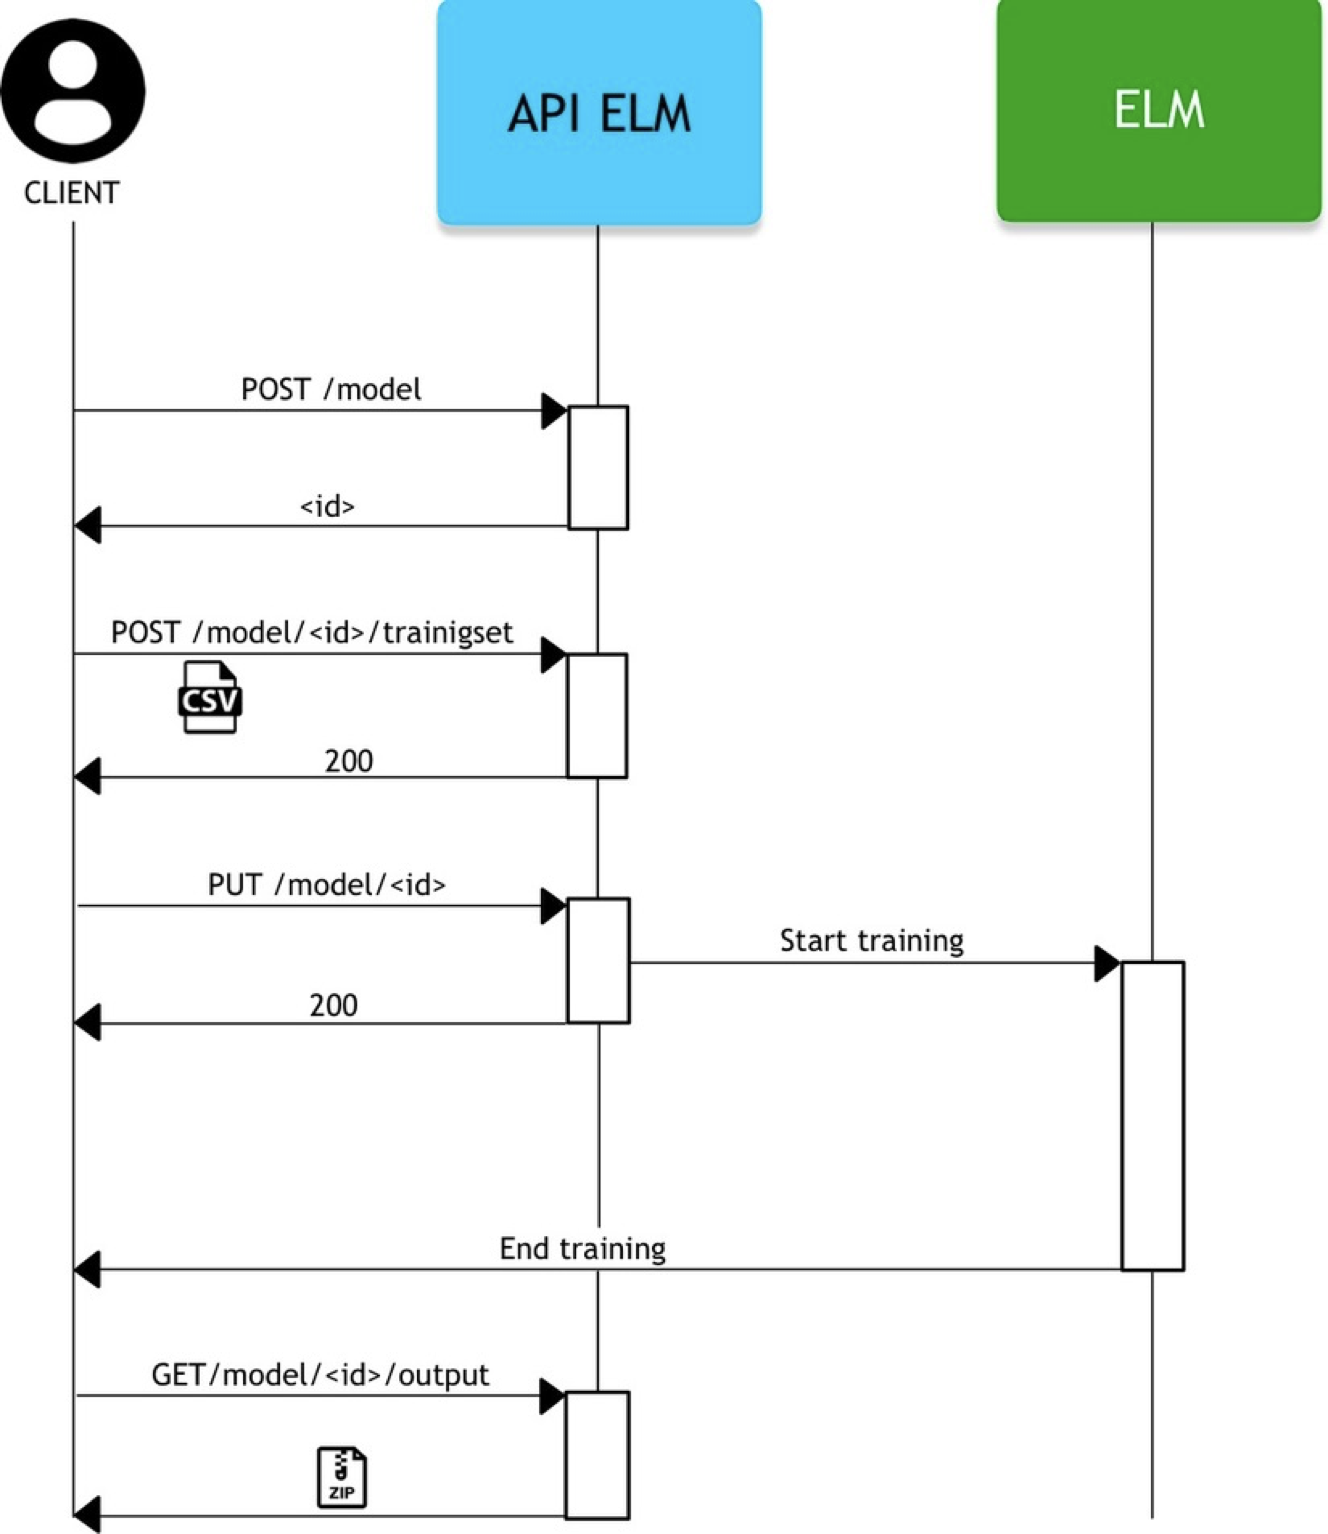 API ELM
ELM
CLIENT
POST /model
<id>
POST /model/<id>/trainigset
CSV
200
PUT /model/<id>
Start training
200
End training
GET/model/<id>/output
ZIP